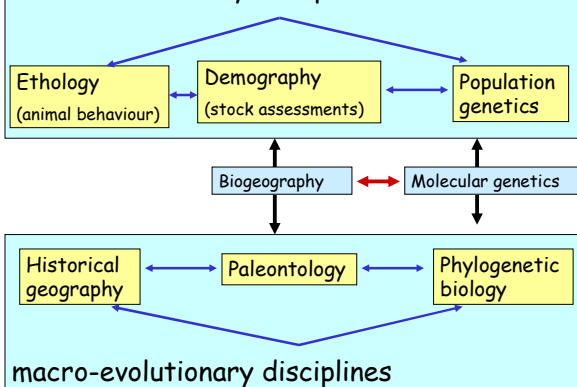 Ethology
(animal behaviour)
Demography
(stock assessments)
Population
genetics
Biogeography
Molecular genetics
Historical
geography
Paleontology
Phylogenetic
biology
macro-evolutionary disciplines